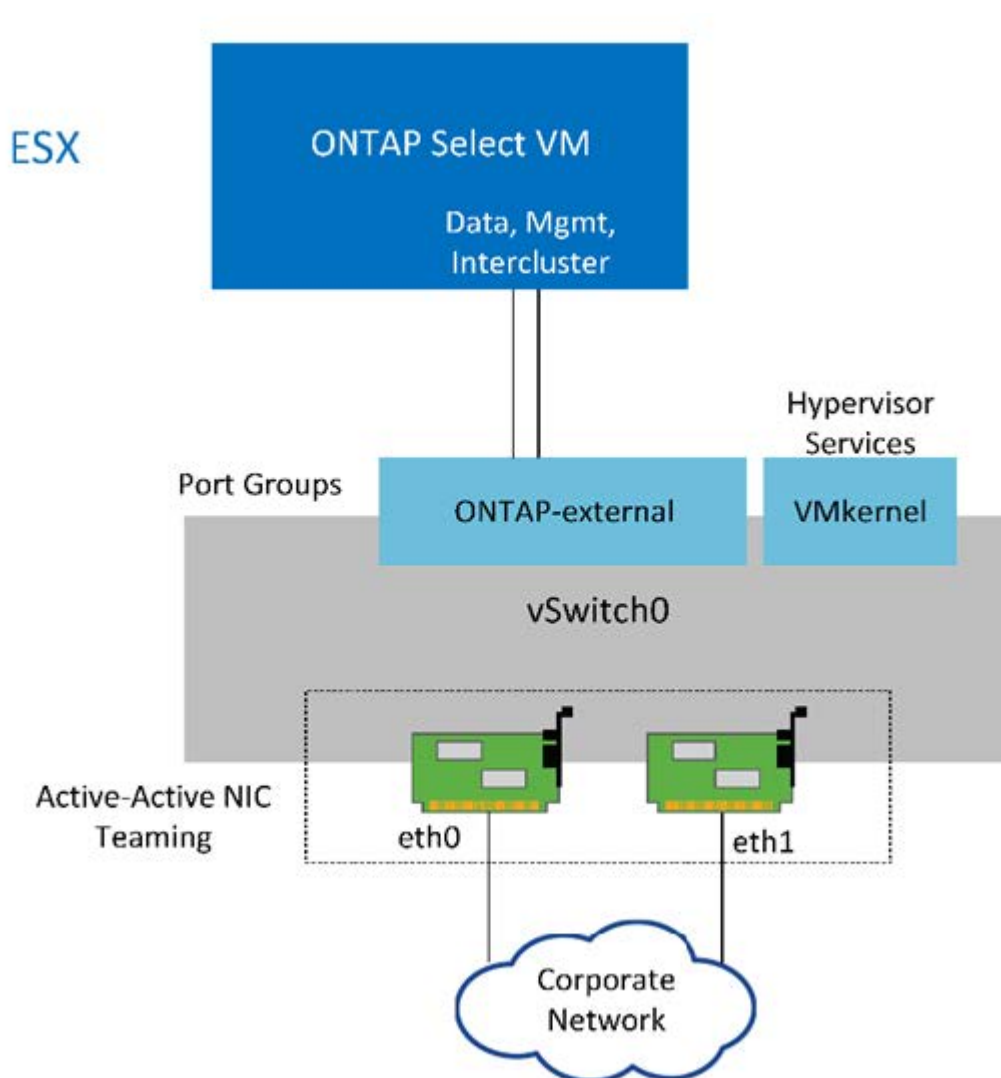 ESX
ONTAP Select VM
Data, Mgmt,
Intercluster
Hypervisor
Services
Port Groups
ONTAP-external
VMkernel
vSwitch0
Active-Active NIC
Teaming
eth0
eth1
Corporate
Network